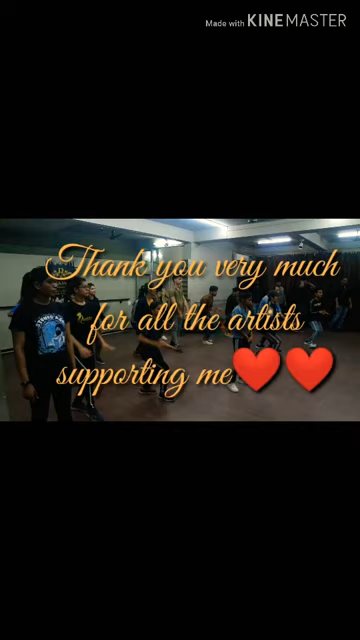 Made with KINEMASTER
Thank you very much
for all the artists
supporting me❤️❤️